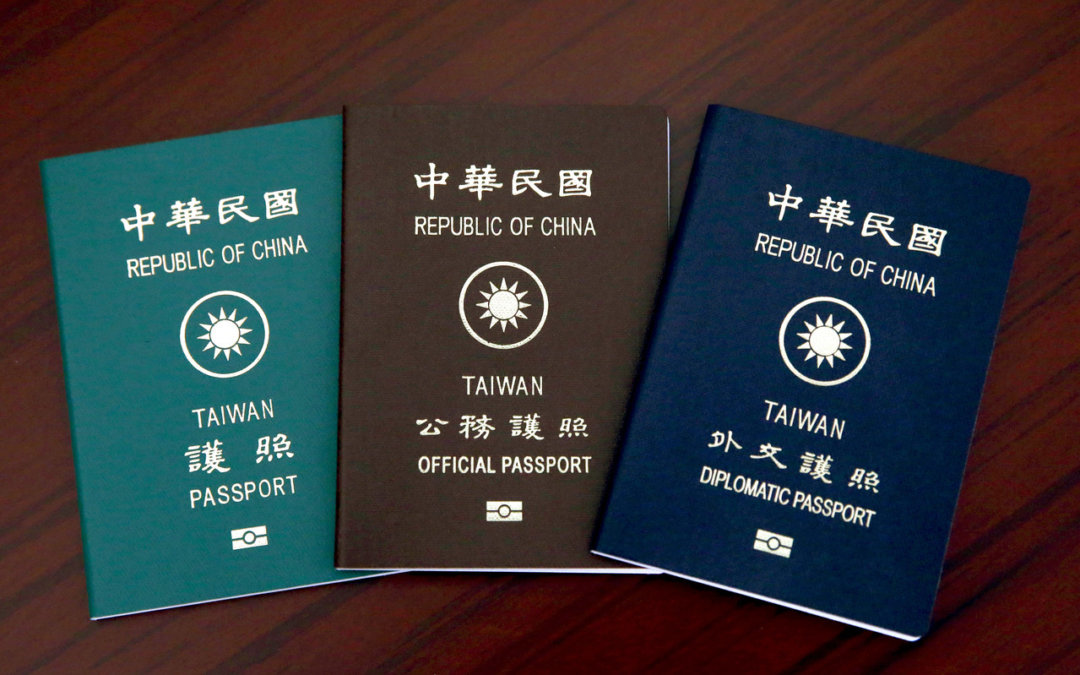 中華民國
REPUBLIC OF CHINA
TAIWAN
護照
PASSPORT
中華民國
REPUBLIC OF CHINA
TAIWAN
公務護照
OFFICIAL PASSPORT
中華民國
REPUBLIC OF CHINA
TAIWAN
外交護照
DIPLOMATIC PASSPORT